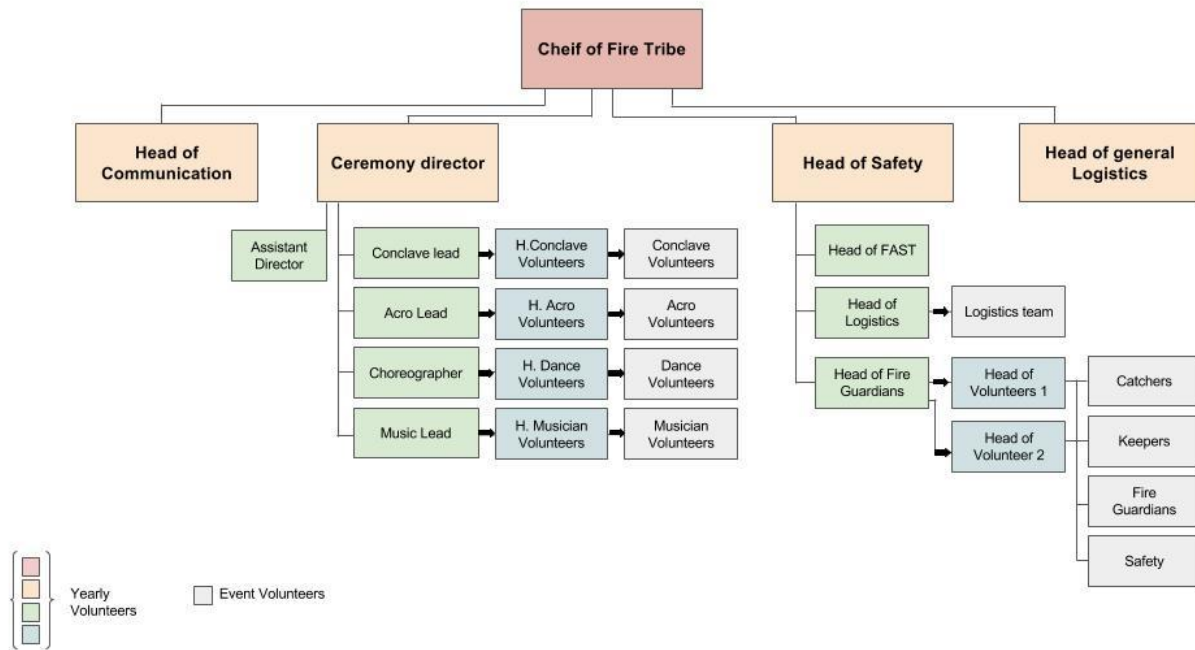 Cheif of Fire Tribe
Head of
Communication
Ceremony director
Head of Safety
Head of general
Logistics
Assistant
Director
Conclave lead
H.Conclave
Volunteers
Conclave
Volunteers
Acro Lead
H. Acro
Volunteers
Acro
Volunteers
Choreographer
H. Dance
Volunteers
Dance
Volunteers
Music Lead
H. Musician
Volunteers
Musician
Volunteers
Head of FAST
Head of
Logistics
Logistics team
Head of Fire
Guardians
Head of
Volunteers 1
Head of
Volunteer 2
Catchers
Keepers
Fire
Guardians
Safety
Yearly
Volunteers
Event Volunteers